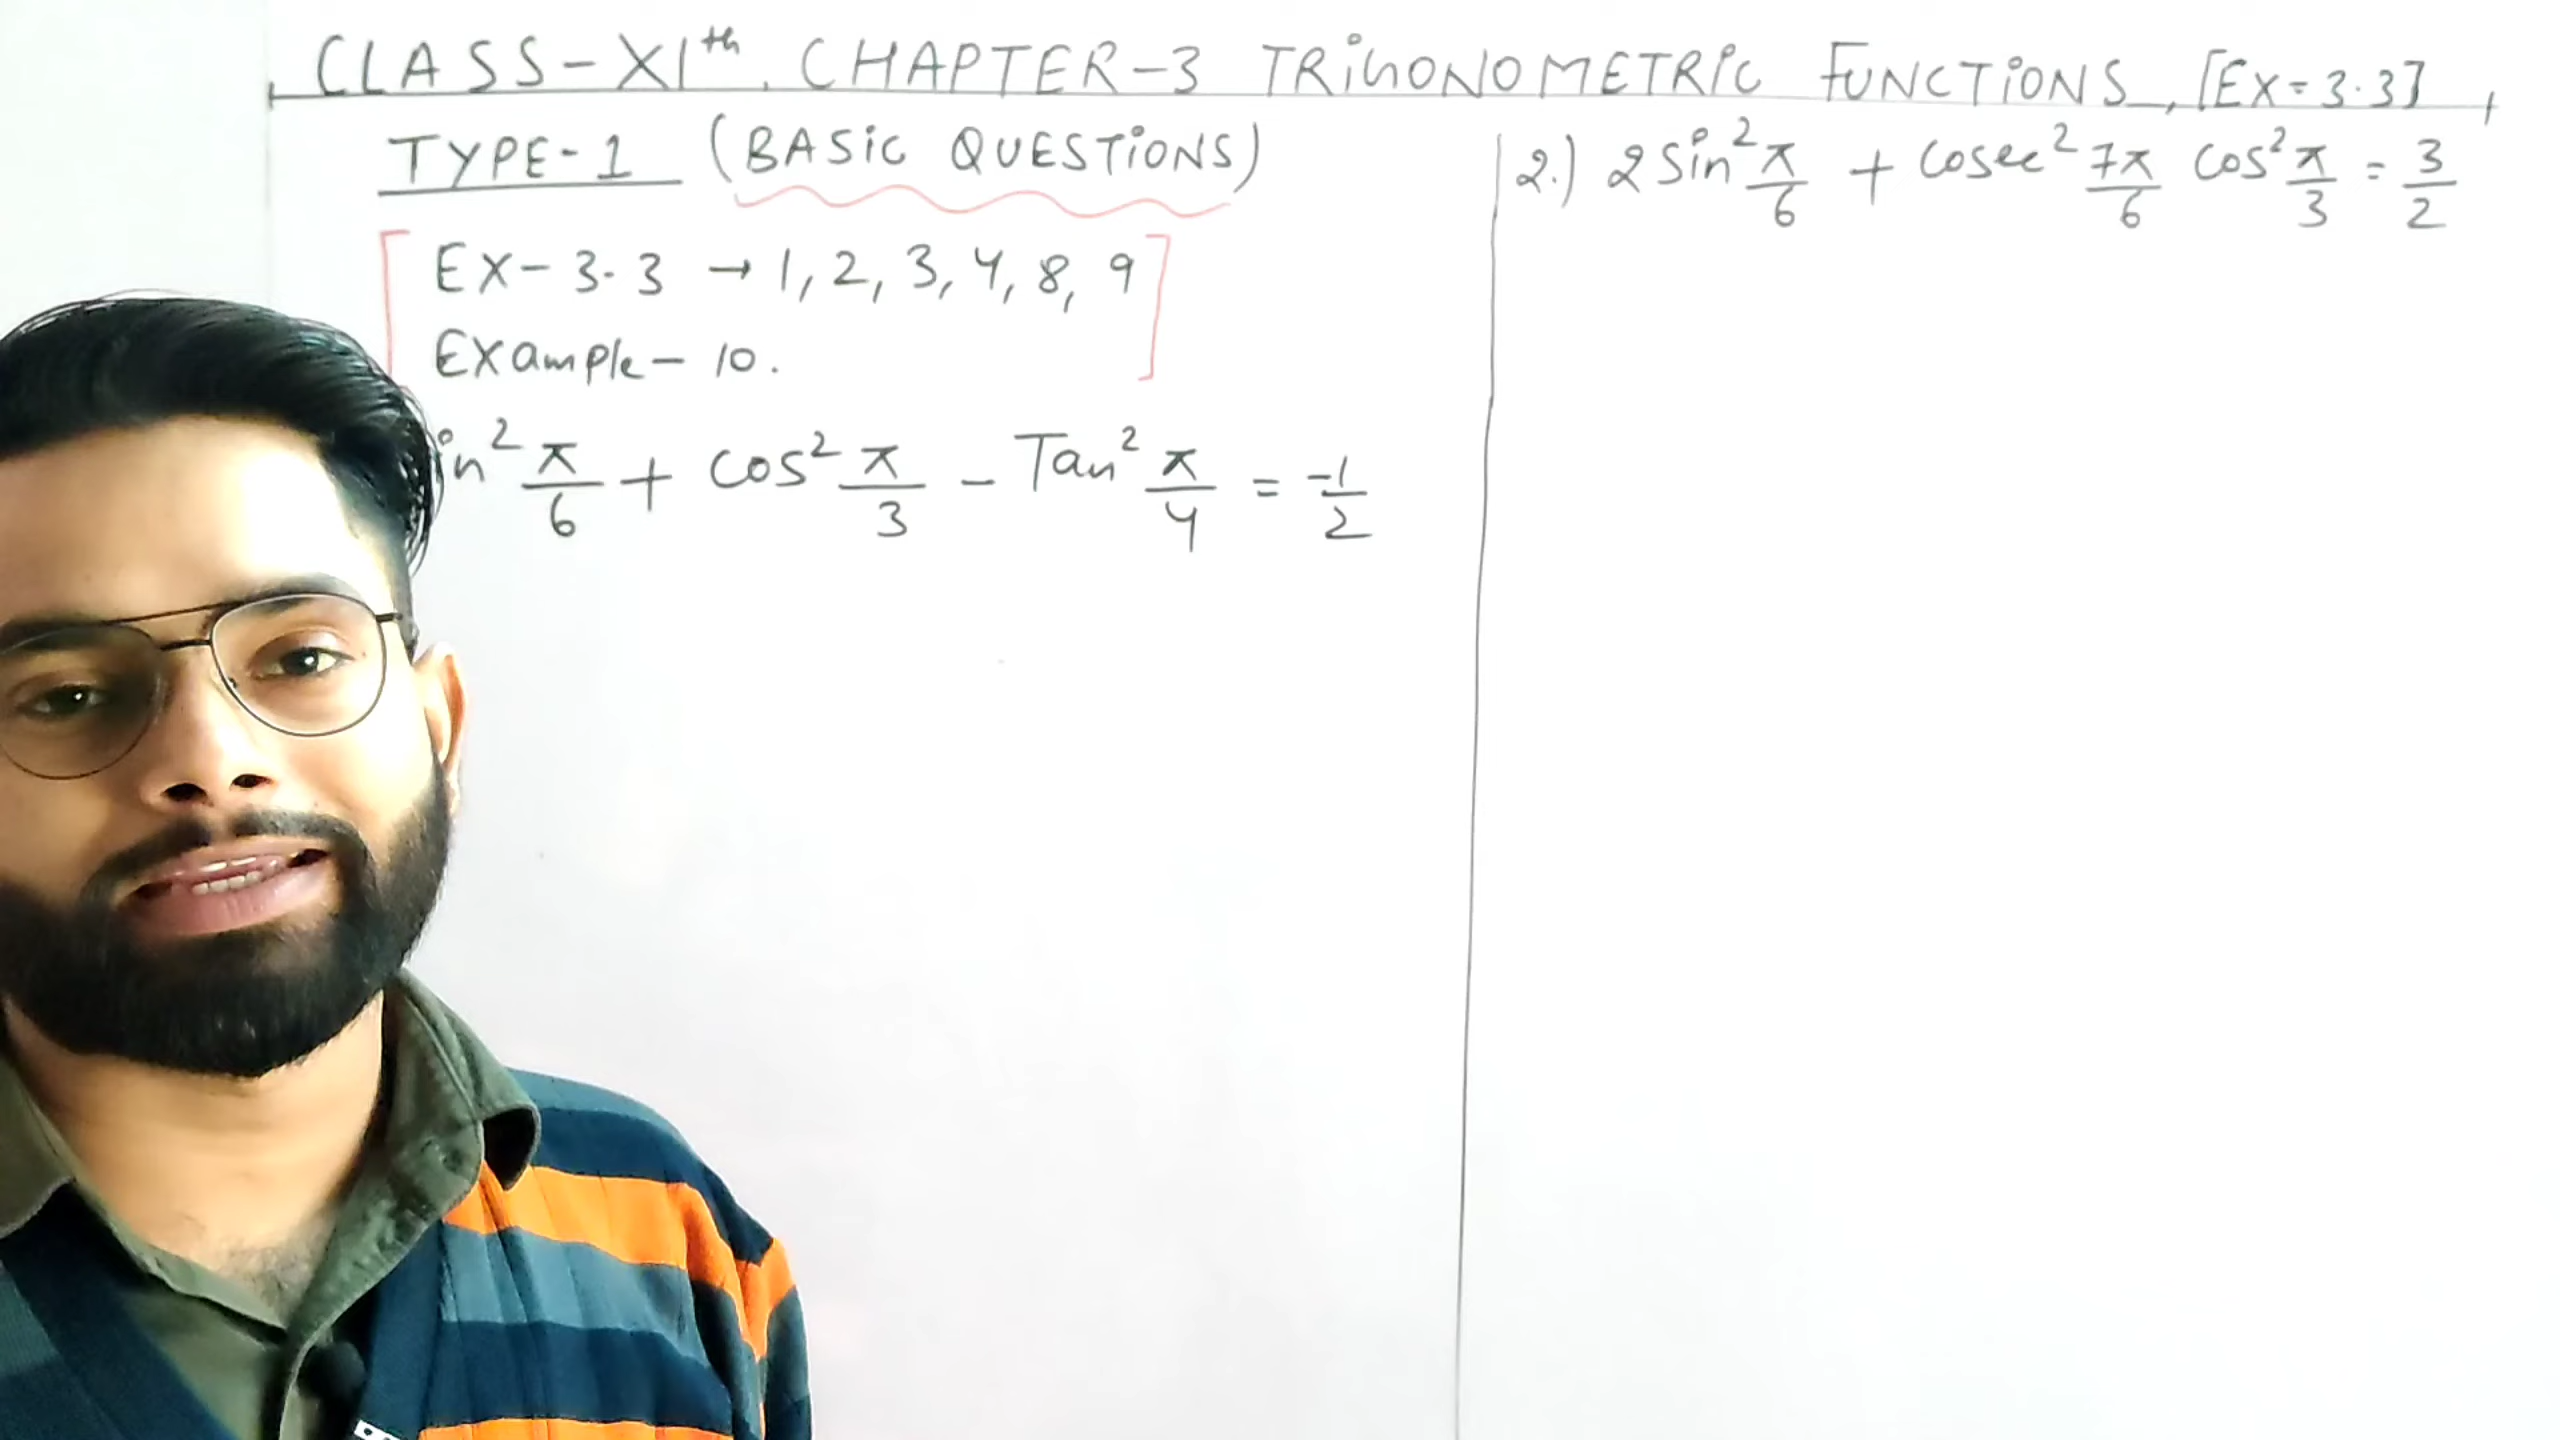 CLASS-XIth, CHAPTER-3 TRIGONOMETRIC FUNCTIONS, [EX=3.3],
TYPE-1 (BASIC QUESTIONS)
EX-3.3 → 1, 2, 3, 4, 8, 9
Example-10.
in² π/6 + cos² π/3 - Tan² π/4 = -1/2
2.) 2 Sin² π/6 + Cosec² 7π/6 cos² π/3 = 3/2